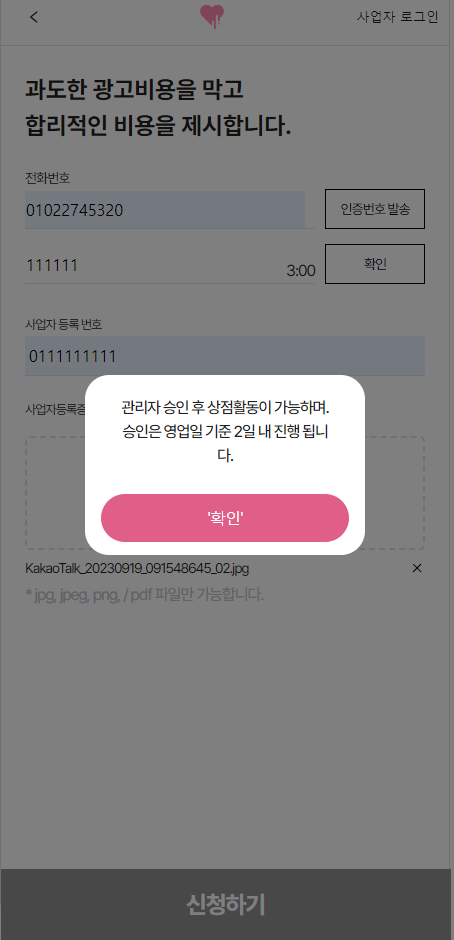 사업자 로그인
과도한 광고비용을 막고
합리적인 비용을 제시합니다.
전화번호
01022745320
인증번호 발송
111111
3:00
확인
사업자 등록 번호
0111111111
사업자등록증
관리자 승인 후 상점활동이 가능하며.
승인은 영업일 기준 2일 내 진행 됩니
다.
'확인'
KakaoTalk_20230919_091548645_02.jpg
* jpg, jpeg, png, / pdf 파일만 가능합니다.
신청하기